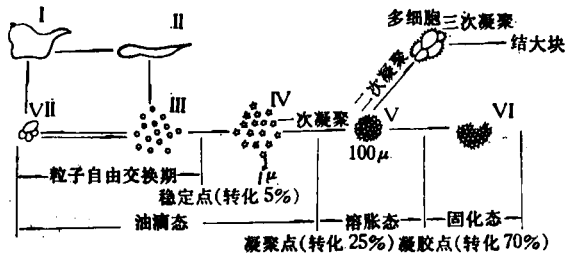 I
II
多细胞 三次凝聚
结大块
二次凝聚
VII
III
IV
一次凝聚
V
VI
1μ
100μ
粒子自由交换期
稳定点(转化5%)
油滴态
溶胀态
固化态
凝聚点(转化25%)
凝胶点(转化70%)